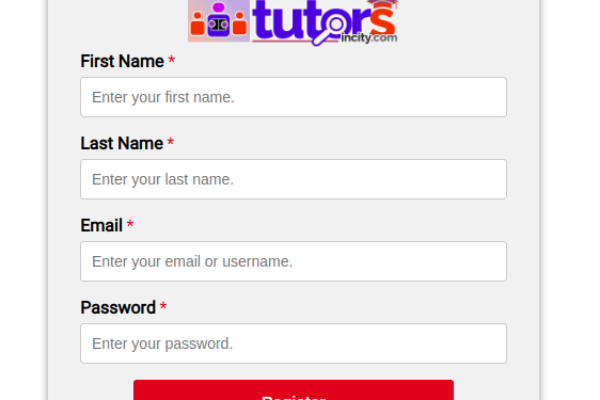 tutors
incity.com
First Name *
Enter your first name.
Last Name *
Enter your last name.
Email *
Enter your email or username.
Password *
Enter your password.
Register